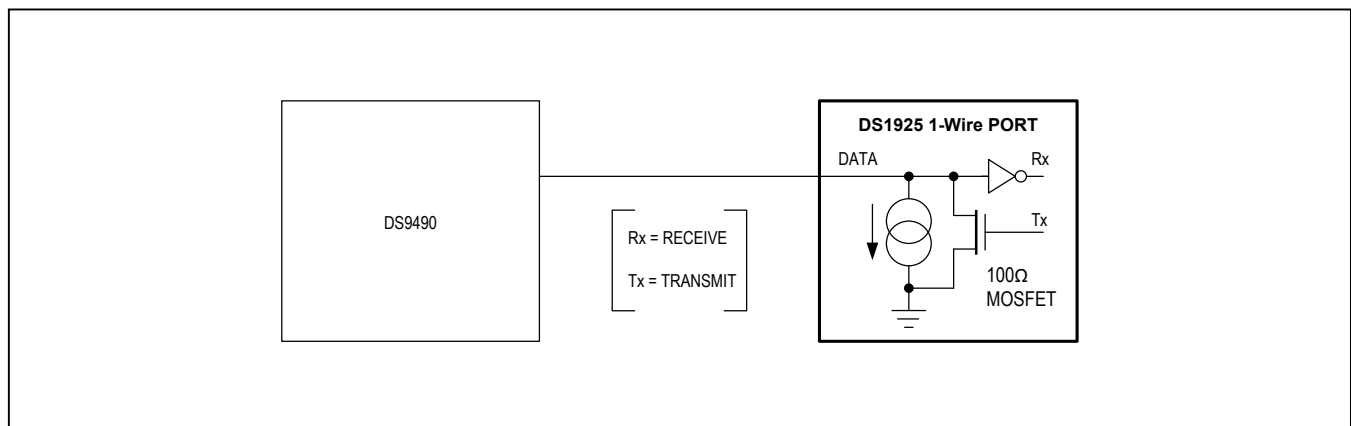 DS9490
Rx = RECEIVE
Tx = TRANSMIT
DS1925 1-Wire PORT
DATA
Rx
Tx
100Ω
MOSFET